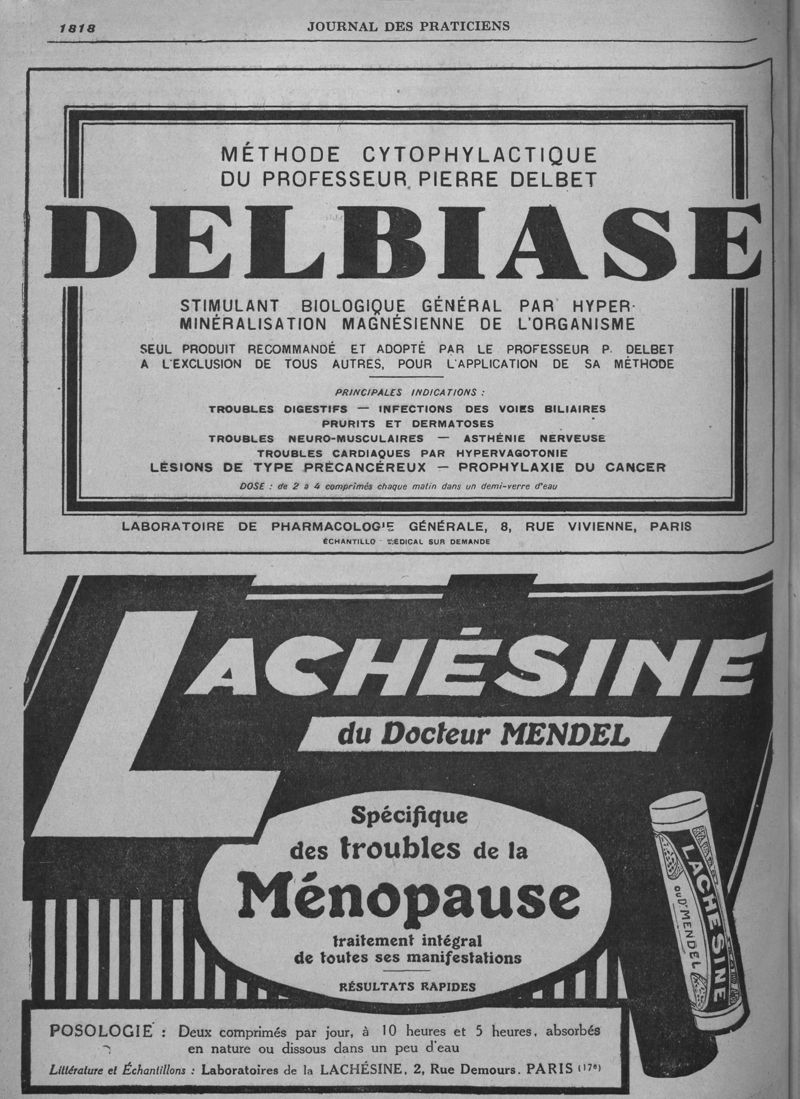 1818
JOURNAL DES PRATICIENS
MÉTHODE CYTOPHYLACTIQUE
DU PROFESSEUR PIERRE DELBET
DELBIASE
STIMULANT BIOLOGIQUE GÉNÉRAL PAR HYPER-
MINÉRALISATION MAGNÉSIENNE DE L'ORGANISME
SEUL PRODUIT RECOMMANDÉ ET ADOPTÉ PAR LE PROFESSEUR P. DELBET
A L'EXCLUSION DE TOUS AUTRES, POUR L'APPLICATION DE SA MÉTHODE
PRINCIPALES INDICATIONS :
TROUBLES DIGESTIFS — INFECTIONS DES VOIES BILIAIRES
PRURITS ET DERMATOSES
TROUBLES NEURO-MUSCULAIRES — ASTHÉNIE NERVEUSE
TROUBLES CARDIAQUES PAR HYPERVAGOTONIE
LÉSIONS DE TYPE PRÉCANCÉREUX — PROPHYLAXIE DU CANCER
DOSE : de 2 à 4 comprimés chaque matin dans un demi-verre d'eau
LABORATOIRE DE PHARMACOLOGIE GÉNÉRALE, 8, RUE VIVIENNE, PARIS
ÉCHANTILLON MÉDICAL SUR DEMANDE
LACHÉSINE
du Docteur MENDEL
Spécifique
des troubles de la
Ménopause
traitement intégral
de toutes ses manifestations
RÉSULTATS RAPIDES
LACHESINE
DU Dr MENDEL
POSOLOGIE : Deux comprimés par jour, à 10 heures et 5 heures, absorbés
en nature ou dissous dans un peu d'eau
Littérature et Échantillons : Laboratoires de la LACHÉSINE, 2, Rue Demours. PARIS (17e)